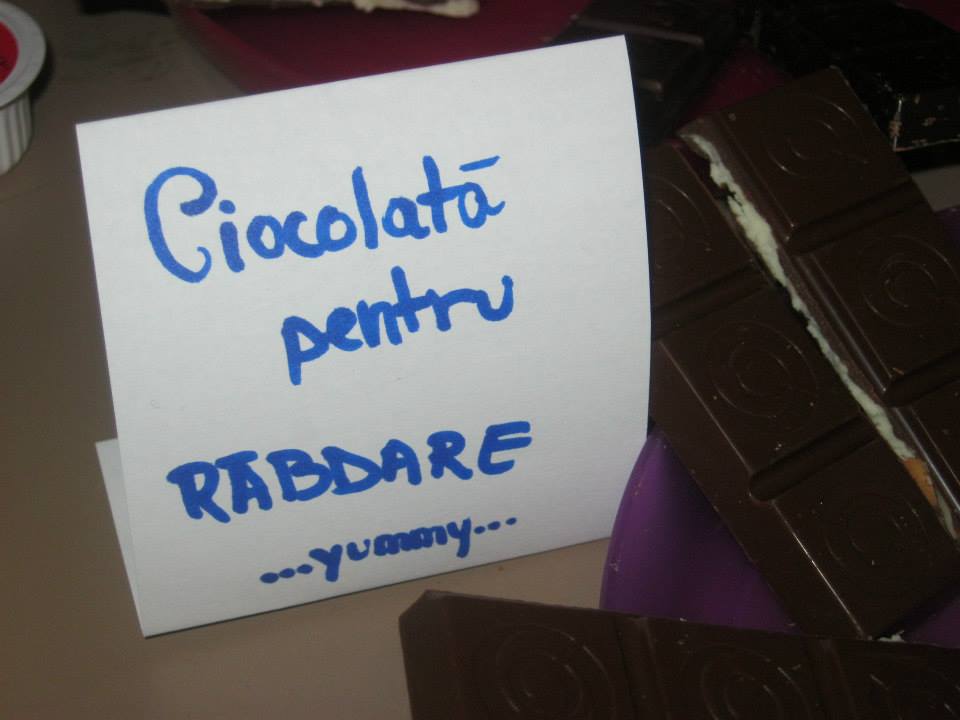 Ciocolată
pentru
RĂBDARE
...yummy...